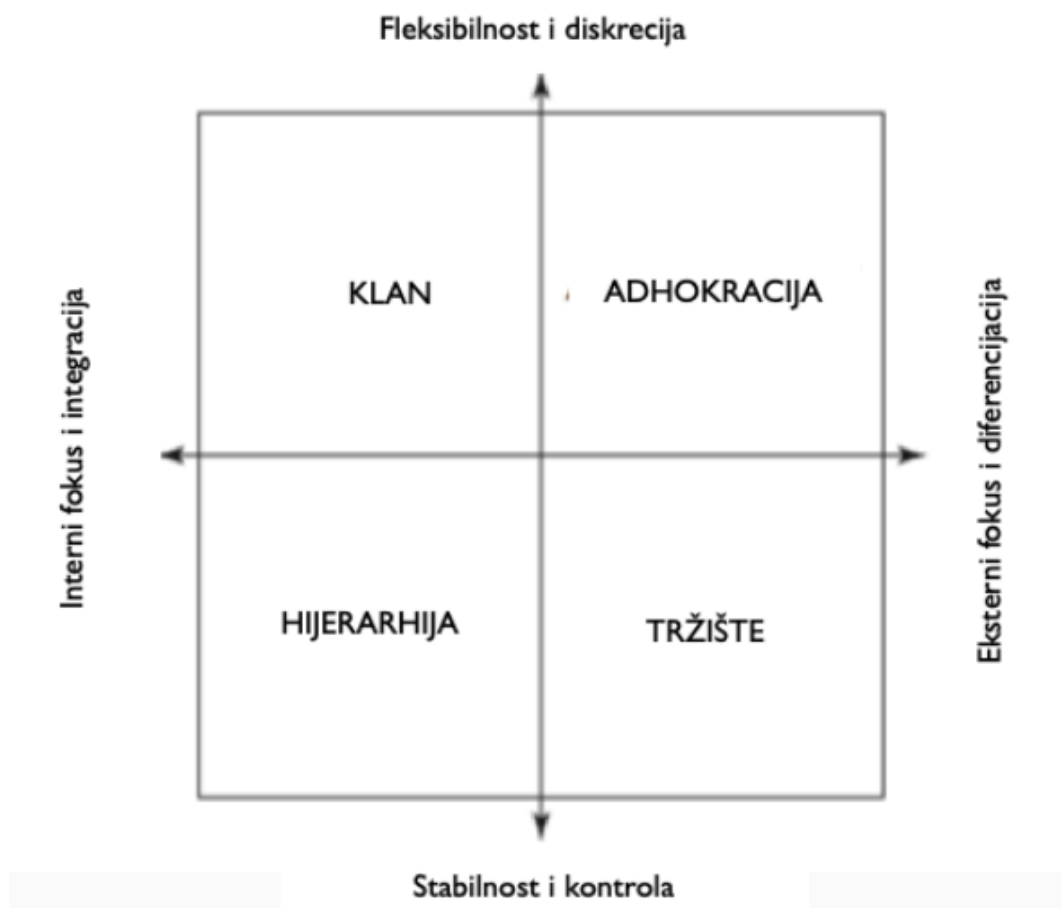 Fleksibilnost i diskrecija
KLAN
ADHOKRACIJA
Interni fokus i integracija
Eksterni fokus i diferencijacija
HIJERARHIJA
TRŽIŠTE
Stabilnost i kontrola